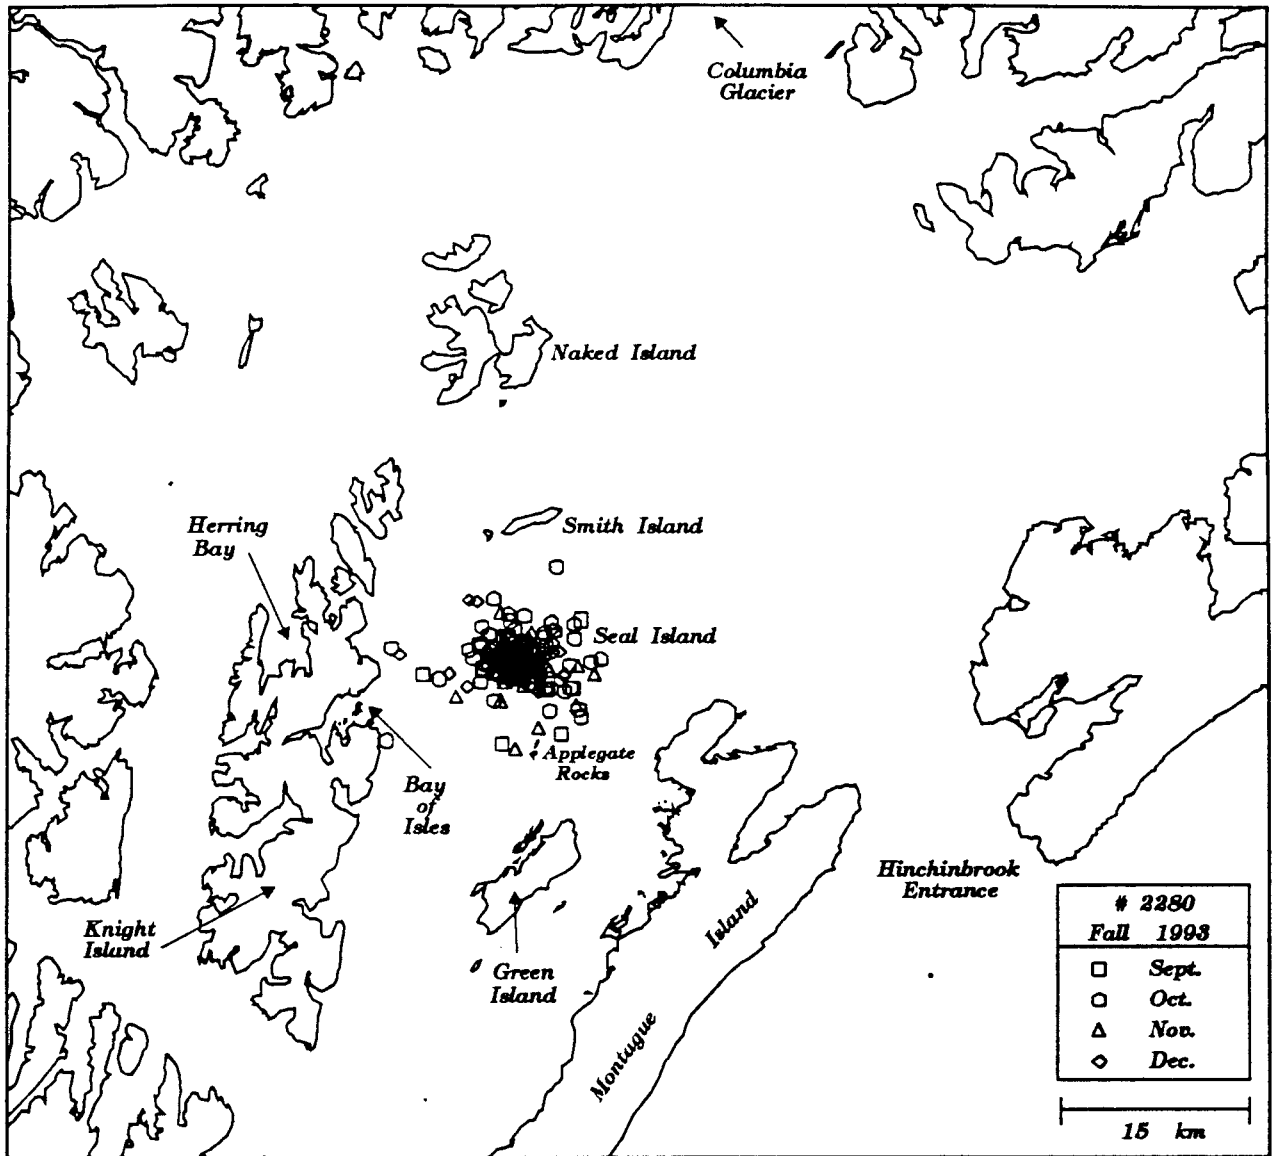 Columbia
Glacier
Naked Island
Herring
Bay
Smith Island
Seal Island
Applegate
Rocks
Bay
of
Isles
Hinchinbrook
Entrance
Knight
Island
Green
Island
Montague Island
# 2280
Fall 1993
Sept.
Oct.
Nov.
Dec.
15 km